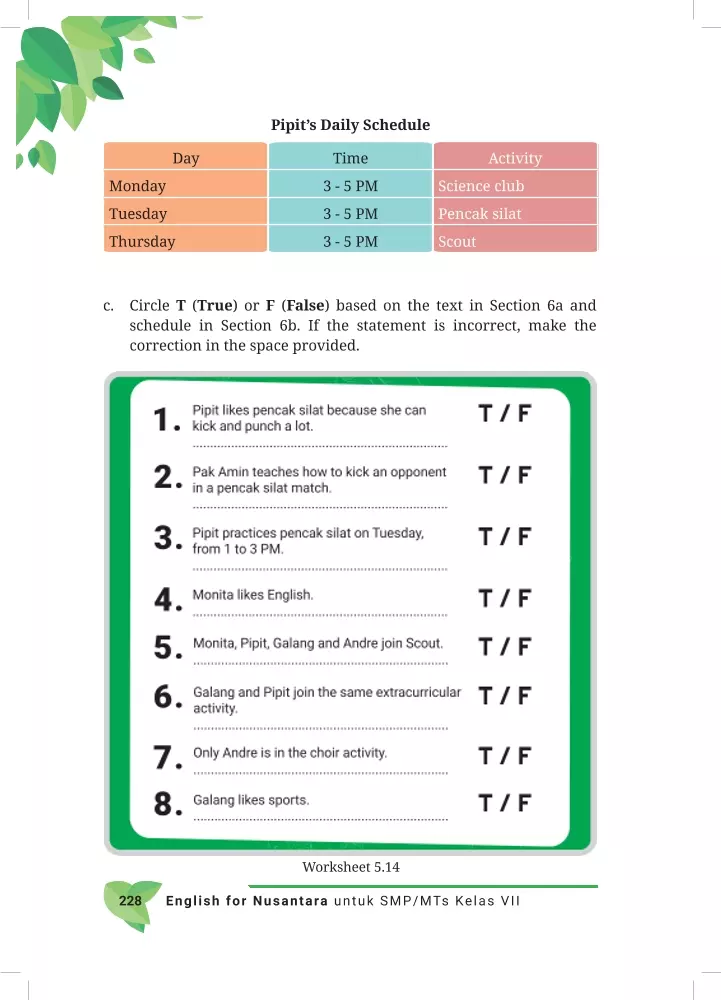 Pipit's Daily Schedule
Day Time Activity
Monday 3 - 5 PM Science club
Tuesday 3 - 5 PM Pencak silat
Thursday 3 - 5 PM Scout
c. Circle T (True) or F (False) based on the text in Section 6a and
schedule in Section 6b. If the statement is incorrect, make the
correction in the space provided.
1. Pipit likes pencak silat because she can T / F
kick and punch a lot.
2. Pak Amin teaches how to kick an opponent T / F
in a pencak silat match.
3. Pipit practices pencak silat on Tuesday, T / F
from 1 to 3 PM.
4. Monita likes English. T / F
5. Monita, Pipit, Galang and Andre join Scout. T / F
6. Galang and Pipit join the same extracurricular T / F
activity.
7. Only Andre is in the choir activity. T / F
8. Galang likes sports. T / F
Worksheet 5.14
228 English for Nusantara untuk SMP/MTs Kelas VII